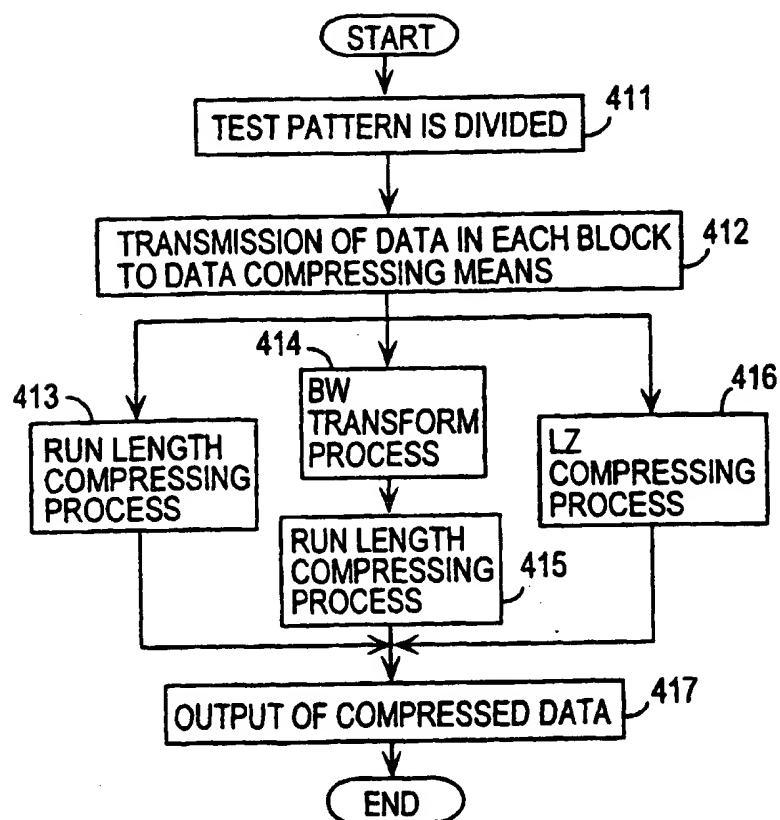 START
411
TEST PATTERN IS DIVIDED
TRANSMISSION OF DATA IN EACH BLOCK
TO DATA COMPRESSING MEANS
412
413
RUN LENGTH
COMPRESSING
PROCESS
414
BW
TRANSFORM
PROCESS
RUN LENGTH
COMPRESSING
PROCESS
415
416
LZ
COMPRESSING
PROCESS
OUTPUT OF COMPRESSED DATA
417
END